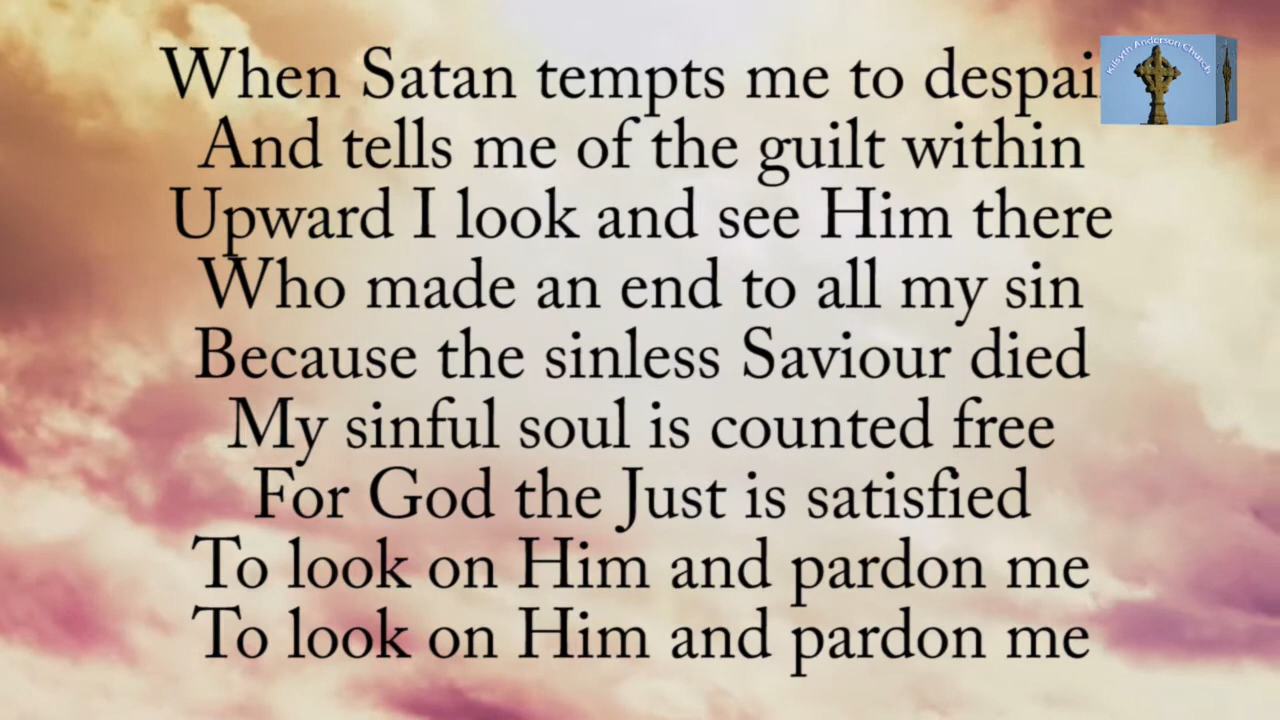 When Satan tempts me to despai
And tells me of the guilt within
Upward I look and see Him there
Who made an end to all my sin
Because the sinless Saviour died
My sinful soul is counted free
For God the Just is satisfied
To look on Him and pardon me
To look on Him and pardon me
Kilsyth Anderson Church